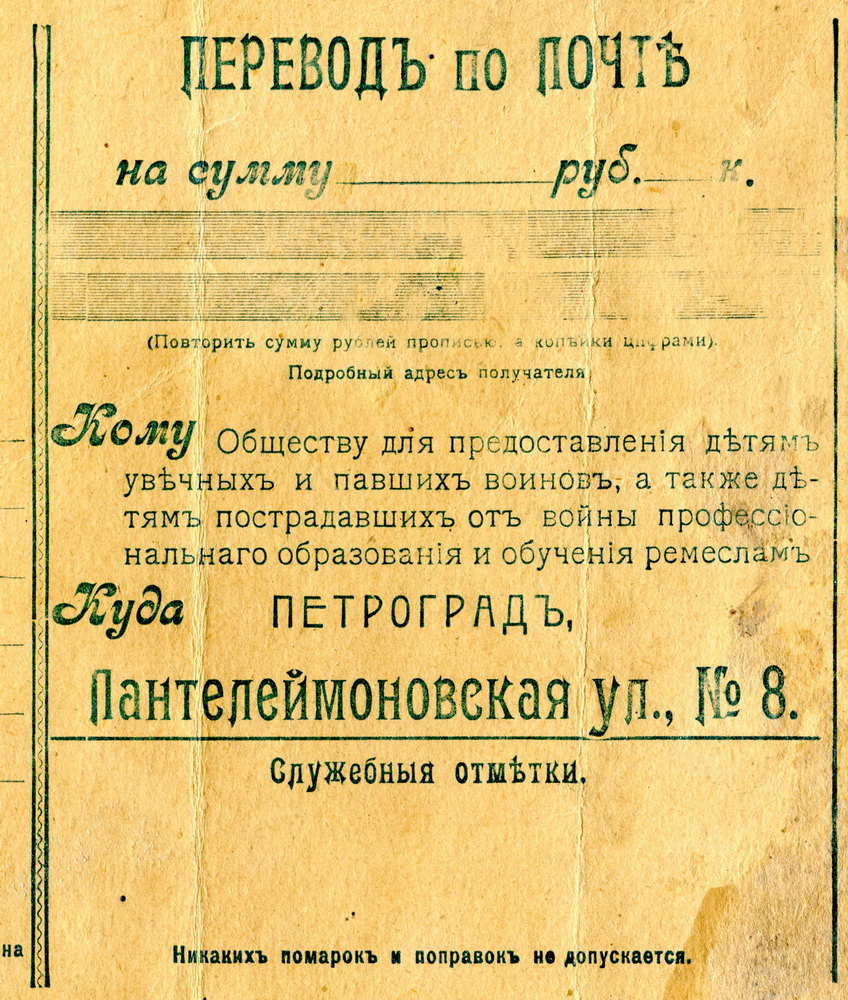 ПЕРЕВОДЪ по ПОЧТѢ
на сумму руб. к.
(Повторить сумму рублей прописью, а копѣйки цифрами).
Подробный адресъ получателя
Кому Обществу для предоставленія дѣтямъ
увѣчныхъ и павшихъ воиновъ, а также дѣ-
тямъ пострадавшихъ отъ войны профессіо-
нальнаго образованія и обученія ремесламъ
Куда ПЕТРОГРАДЪ,
Пантелеймоновская ул., № 8.
Служебныя отмѣтки.
на
Никакихъ помарокъ и поправокъ не допускается.